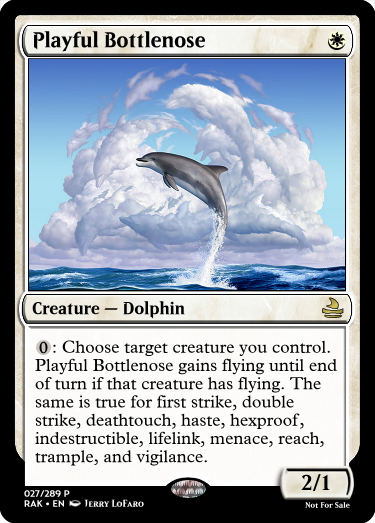 Playful Bottlenose
Creature — Dolphin
0: Choose target creature you control.
Playful Bottlenose gains flying until end
of turn if that creature has flying. The
same is true for first strike, double
strike, deathtouch, haste, hexproof,
indestructible, lifelink, menace, reach,
trample, and vigilance.
2/1
027/289 P
RAK • EN Jerry LoFaro
Not For Sale